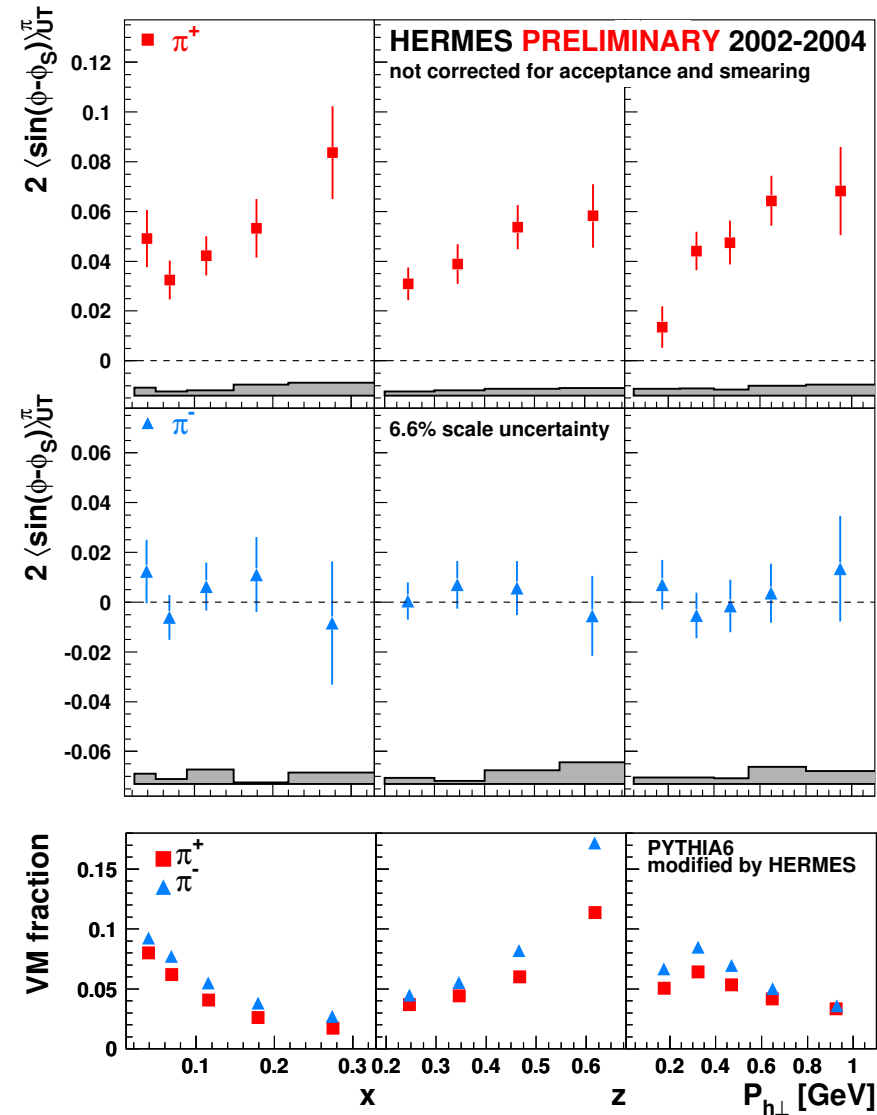 2 ⟨sin(ϕ-ϕS)⟩πUT
π+
HERMES PRELIMINARY 2002-2004
not corrected for acceptance and smearing
0.12
0.1
0.08
0.06
0.04
0.02
0
2 ⟨sin(ϕ-ϕS)⟩πUT
π-
6.6% scale uncertainty
0.06
0.04
0.02
0
-0.02
-0.04
-0.06
VM fraction
π+
π-
PYTHIA6
modified by HERMES
0.15
0.1
0.05
0
0.1 0.2 0.3 0.2 0.3 0.4 0.5 0.6 0.2 0.4 0.6 0.8 1
x z Ph⊥ [GeV]